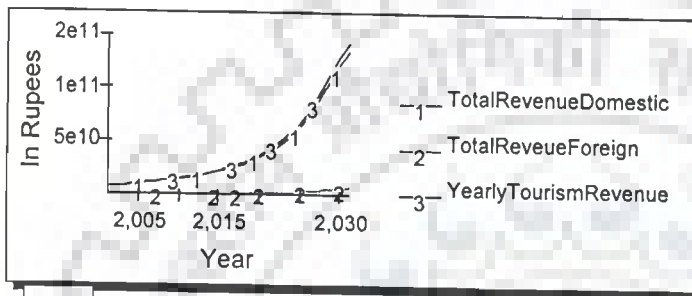 2e11
1e11
5e10
In Rupees
2,005
2,015
2,030
Year
1 TotalRevenueDomestic
2 TotalReveueForeign
3 YearlyTourismRevenue